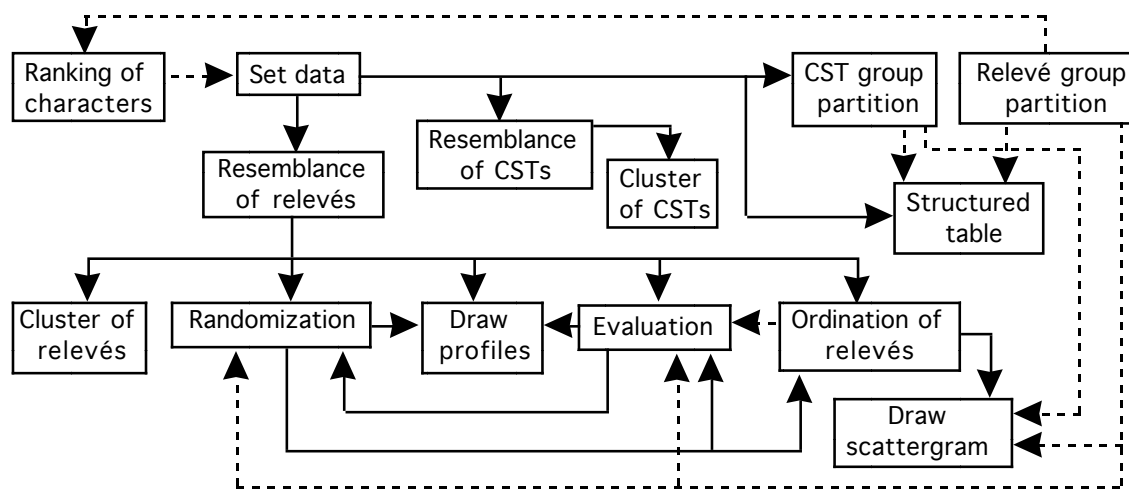 Ranking of
characters
Set data
CST group
partition
Relevé group
partition
Resemblance
of relevés
Resemblance
of CSTs
Cluster
of CSTs
Structured
table
Cluster of
relevés
Randomization
Draw
profiles
Evaluation
Ordination of
relevés
Draw
scattergram